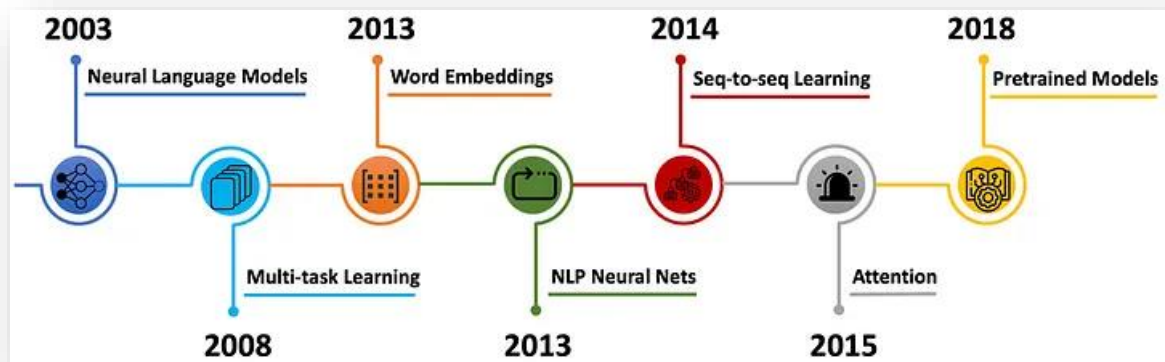 2003 2013 2014 2018
Neural Language Models Word Embeddings Seq-to-seq Learning Pretrained Models
Multi-task Learning NLP Neural Nets Attention
2008 2013 2015